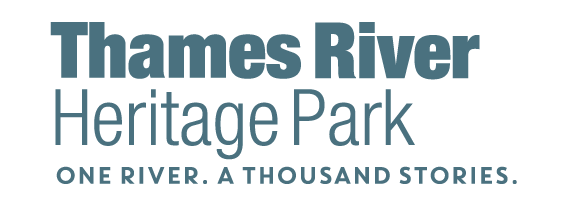 Thames River
Heritage Park
ONE RIVER. A THOUSAND STORIES.